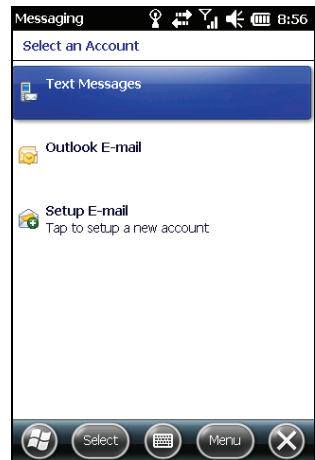 Messaging 8:56
Select an Account
Text Messages
Outlook E-mail
Setup E-mail
Tap to setup a new account
Select Menu